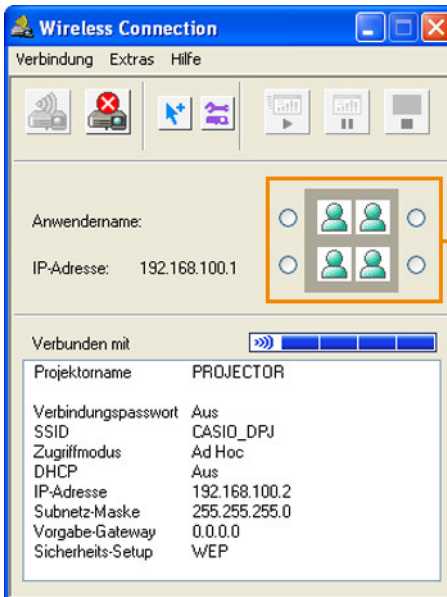 Wireless Connection
Verbindung Extras Hilfe
Anwendername:
IP-Adresse: 192.168.100.1
Verbunden mit
Projektorname PROJECTOR
Verbindungspasswort Aus
SSID CASIO_DPJ
Zugriffmodus Ad Hoc
DHCP Aus
IP-Adresse 192.168.100.2
Subnetz-Maske 255.255.255.0
Vorgabe-Gateway 0.0.0.0
Sicherheits-Setup WEP